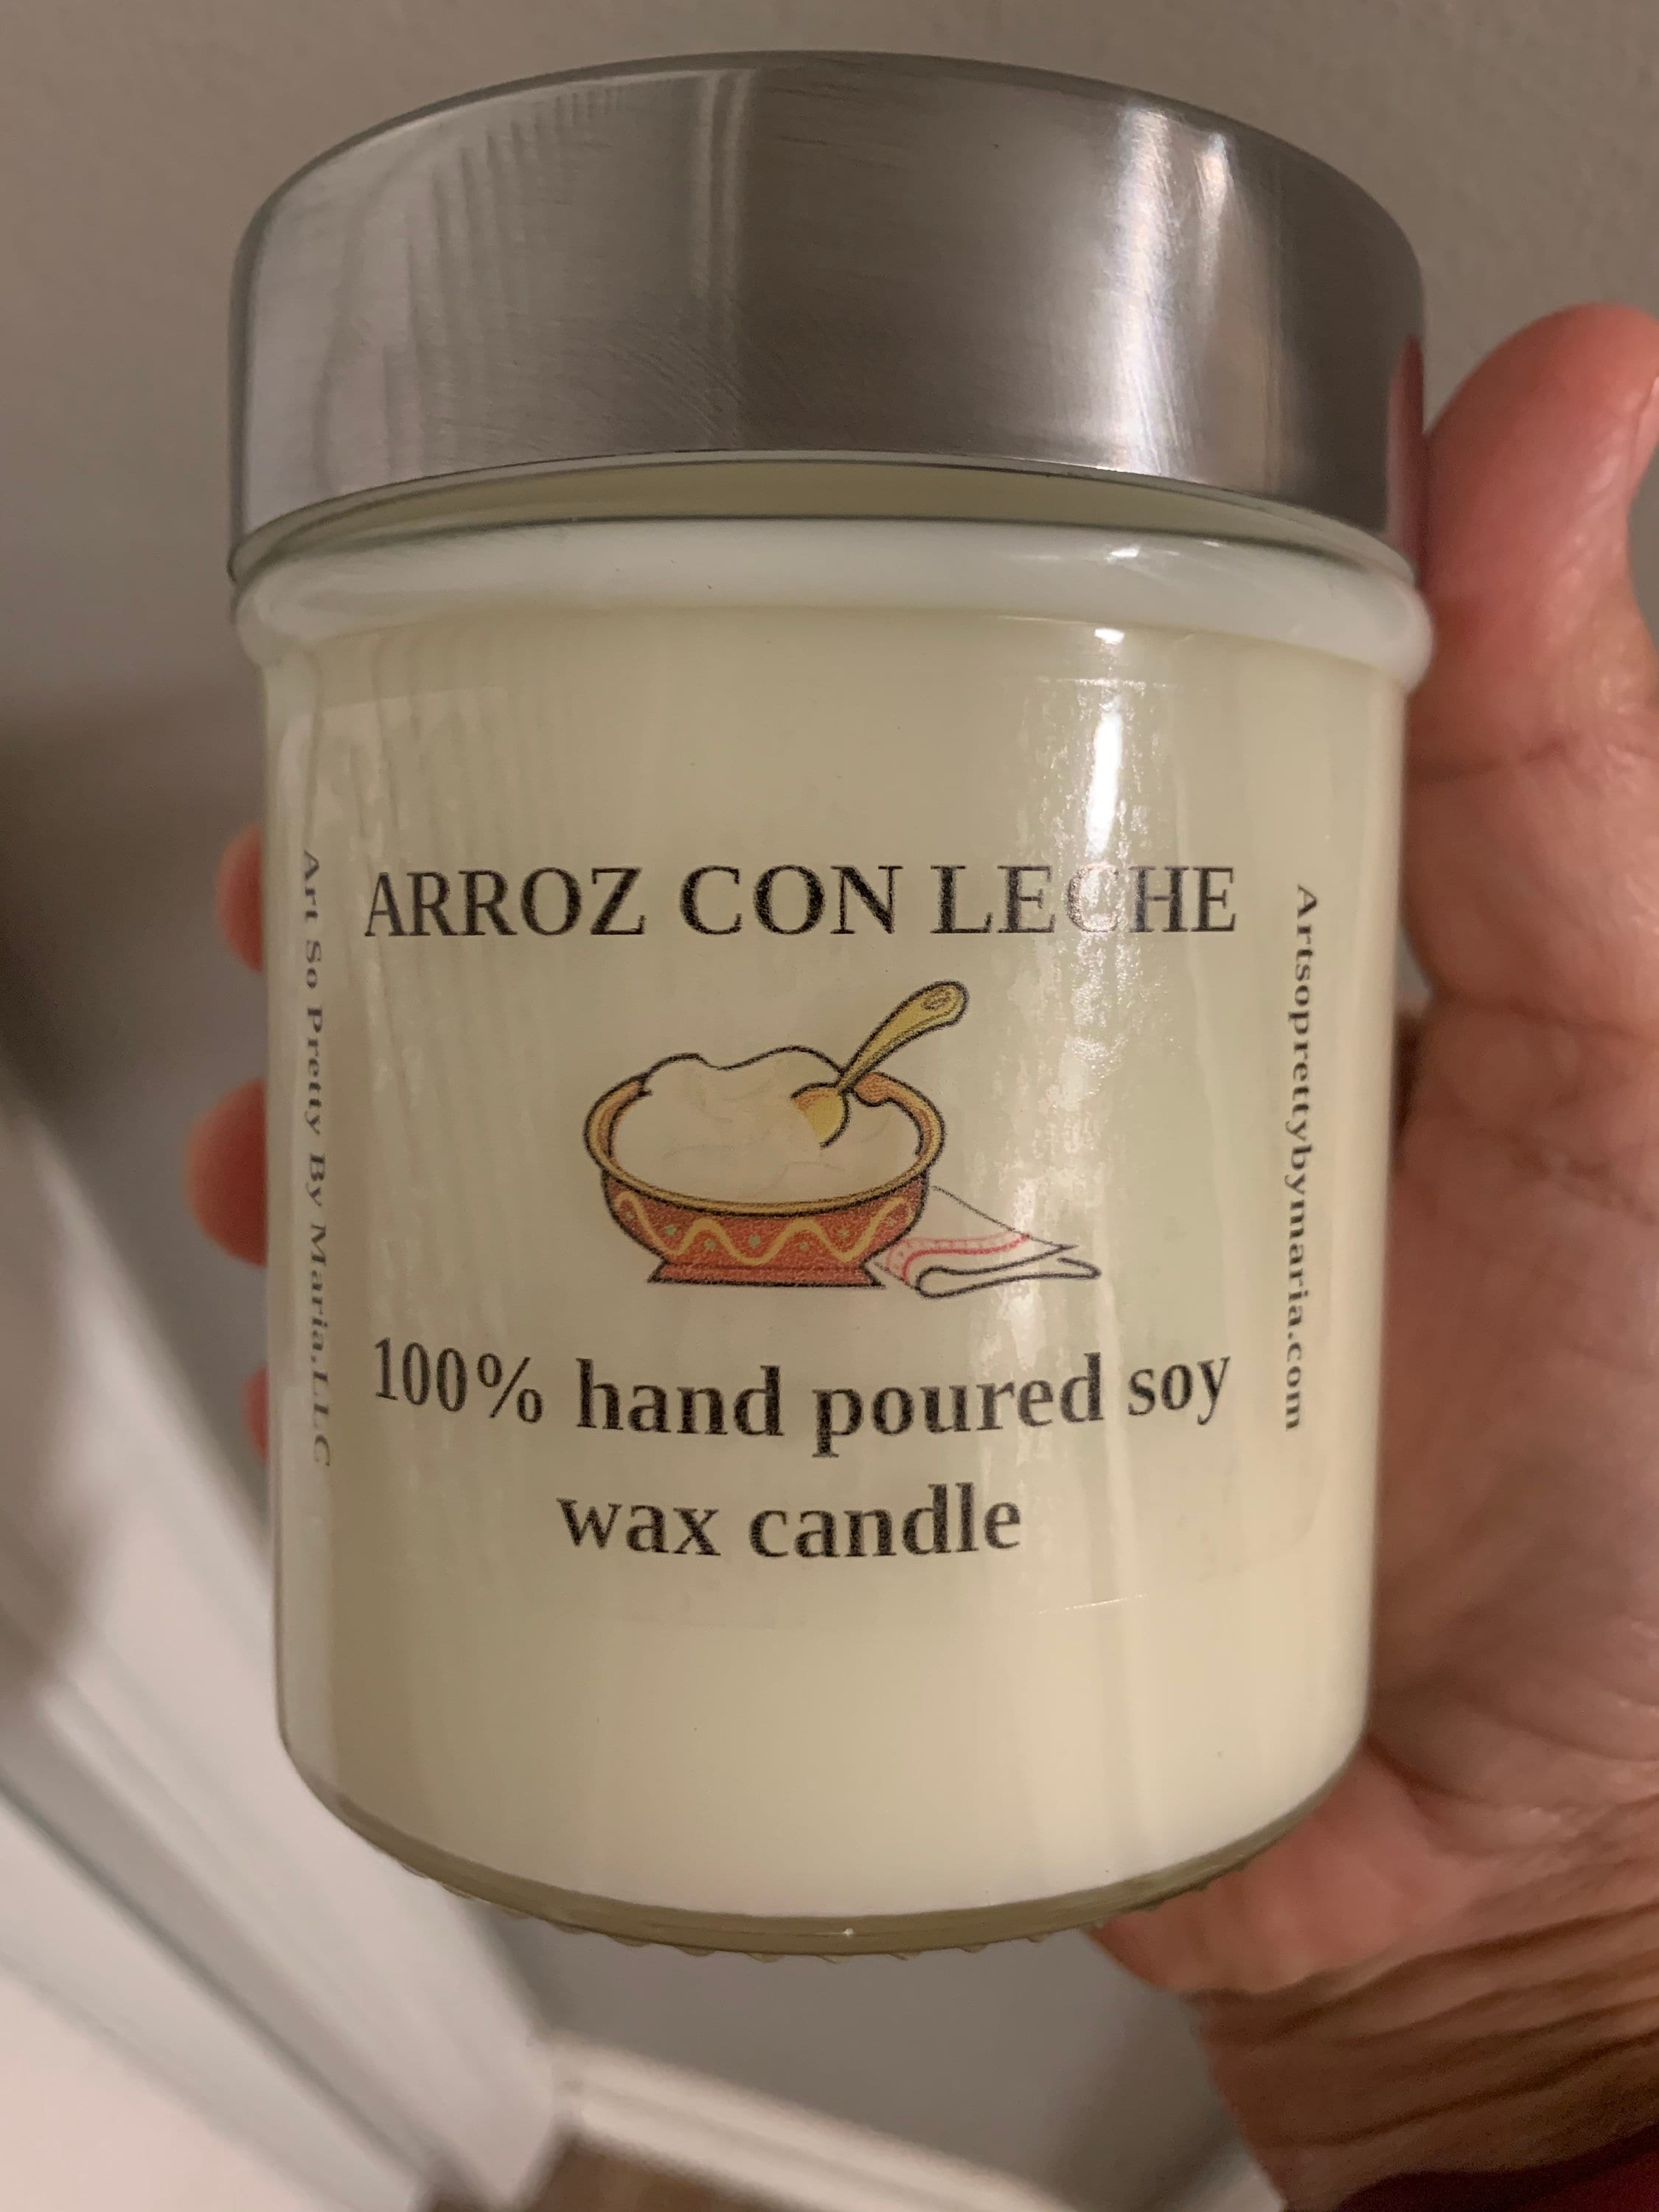 ARROZ CON LECHE
100% hand poured soy
wax candle
Art So Pretty By Maria.LLC
Artsoprettybymaria.com